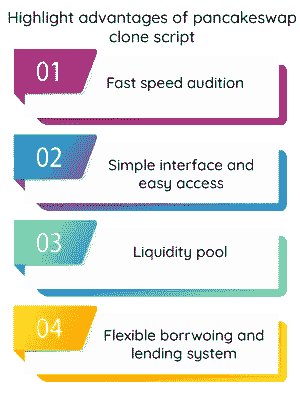 Highlight advantages of pancakeswap
clone script
01
Fast speed audition
02
Simple interface and
easy access
03
Liquidity pool
04
Flexible borrwoing and
lending system